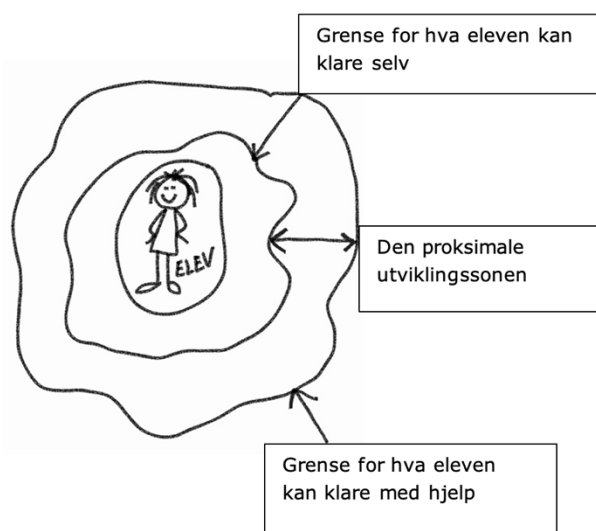 Grense for hva eleven kan
klare selv
ELEV
Den proksimale
utviklingssonen
Grense for hva eleven
kan klare med hjelp